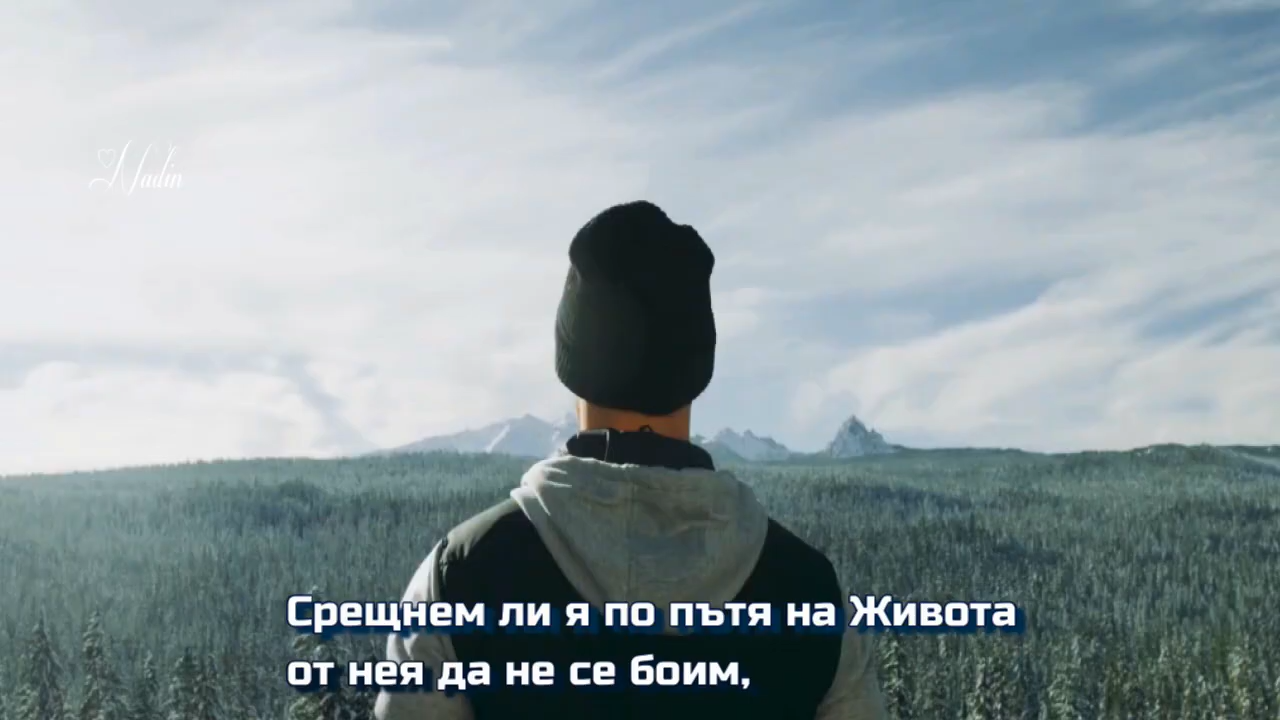 Nadin
Срещнем ли я по пътя на Живота
от нея да не се боим,